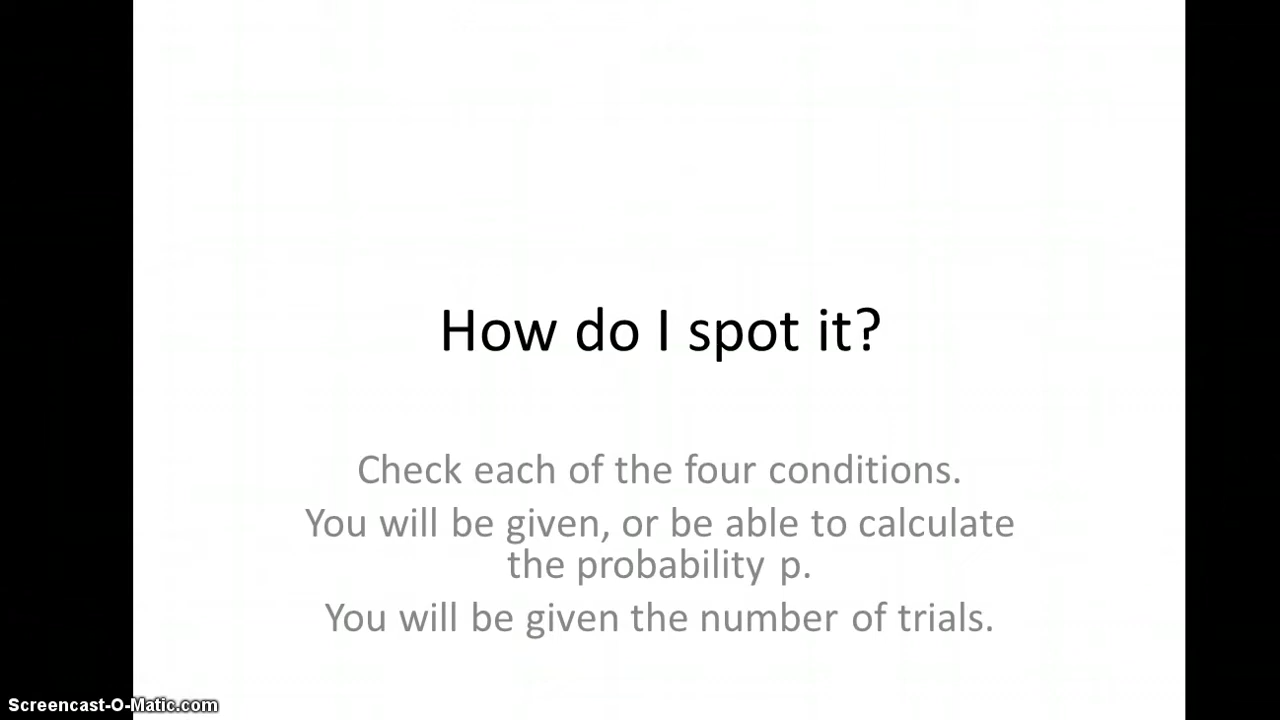 How do I spot it?
Check each of the four conditions.
You will be given, or be able to calculate
the probability p.
You will be given the number of trials.
Screencast-O-Matic.com